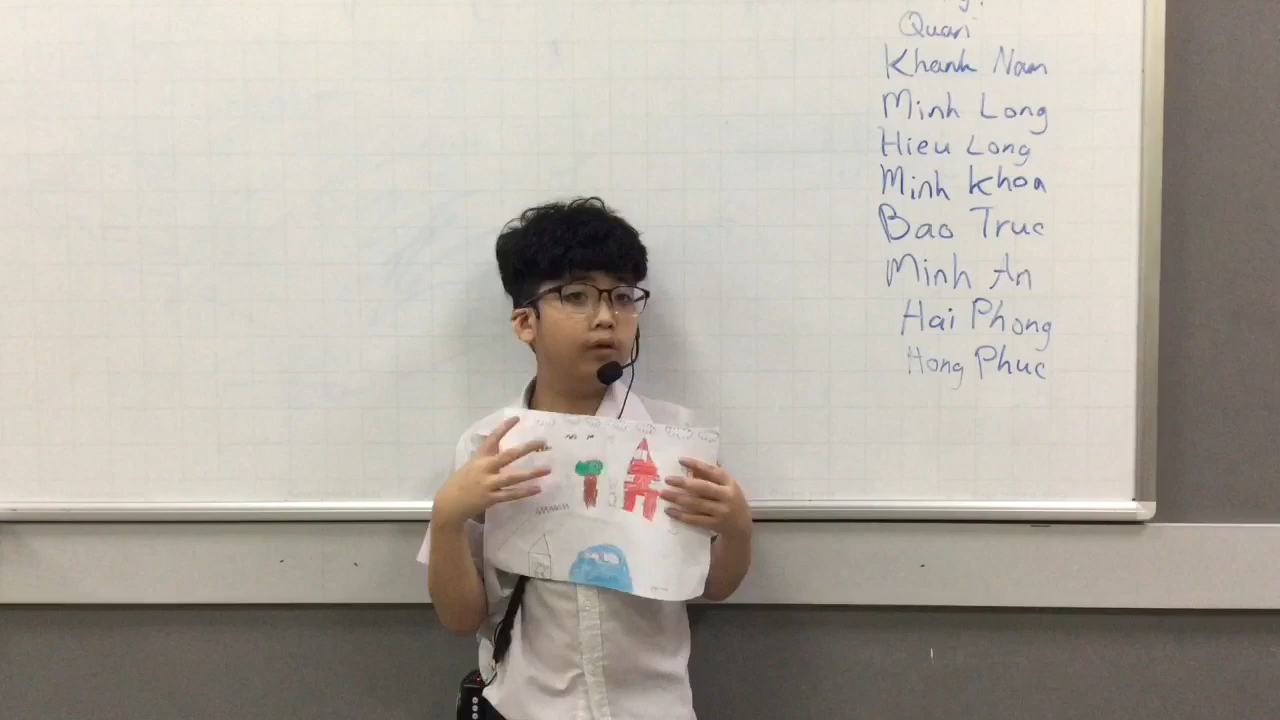 Quan
Khanh Nam
Minh Long
Hieu Long
Minh Khoa
Bao Truc
Minh An
Hai Phong
Hong Phuc